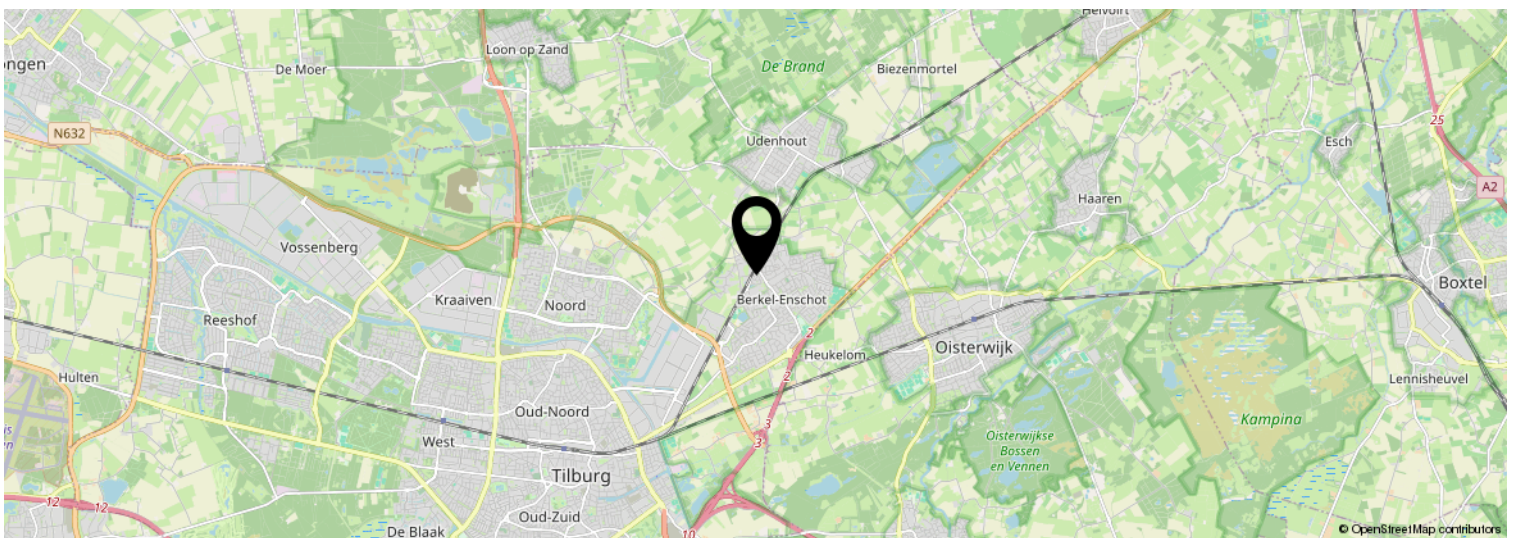 Helvoirt
Loon op Zand
De Moer
De Brand
Biezenmortel
ongen
N632
25
Udenhout
Esch
A2
Haaren
Vossenberg
Boxtel
Kraaiven
Noord
Berkel-Enschot
Reeshof
2
Oisterwijk
Heukelom
2
Hulten
Lennisheuvel
Oud-Noord
3
Kampina
West
3
Oisterwijkse
Bossen
en Vennen
Tilburg
12
12
Oud-Zuid
De Blaak
10
© OpenStreetMap contributors